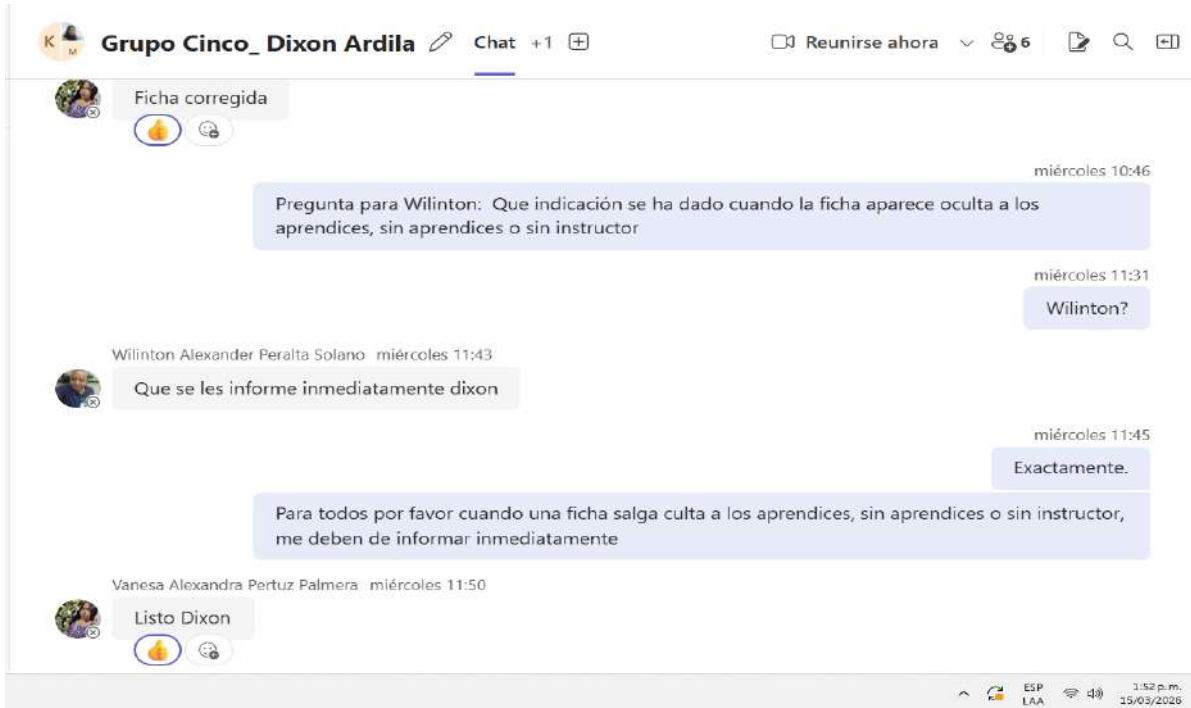 K
M
Grupo Cinco_ Dixon Ardila
Chat
+1
Reunirse ahora
6
Ficha corregida
miércoles 10:46
Pregunta para Wilinton:  Que indicación se ha dado cuando la ficha aparece oculta a los
aprendices, sin aprendices o sin instructor
miércoles 11:31
Wilinton?
Wilinton Alexander Peralta Solano miércoles 11:43
Que se les informe inmediatamente dixon
miércoles 11:45
Exactamente.
Para todos por favor cuando una ficha salga culta a los aprendices, sin aprendices o sin instructor,
me deben de informar inmediatamente
Vanesa Alexandra Pertuz Palmera miércoles 11:50
Listo Dixon
ESP
LAA
1:52 p.m.
15/03/2026